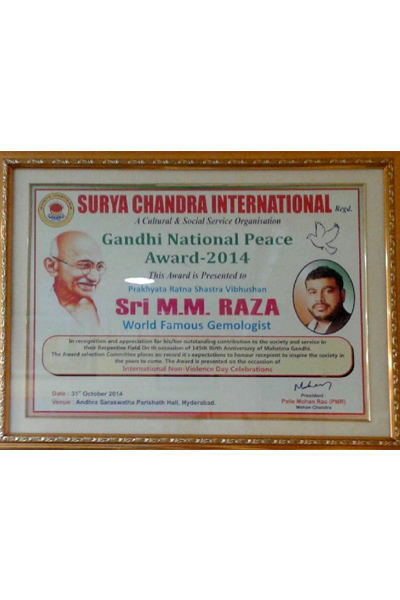 SURYA CHANDRA INTERNATIONAL Regd.
A Cultural & Social Service Organisation
Gandhi National Peace
Award-2014
This Award is Presented to
Prakhyata Ratna Shastra Vibhushan
Sri M.M. RAZA
World Famous Gemologist
In recognition and appreciation for his/her outstanding contribution to the society and service in
their Respective Field On th occasion of 145th Birth Anniversary of Mahatma Gandhi.
The Award selection Committee places on record it's expectations to honour recepient to inspire the society in
the years to come. The Award is presented on the occasion of
International Non-Violence Day Celebrations
Date : 31st October 2014
Venue : Andhra Saraswatha Parishath Hall, Hyderabad.
President
Palle Mohan Rao (PMR)
Mohan Chandra